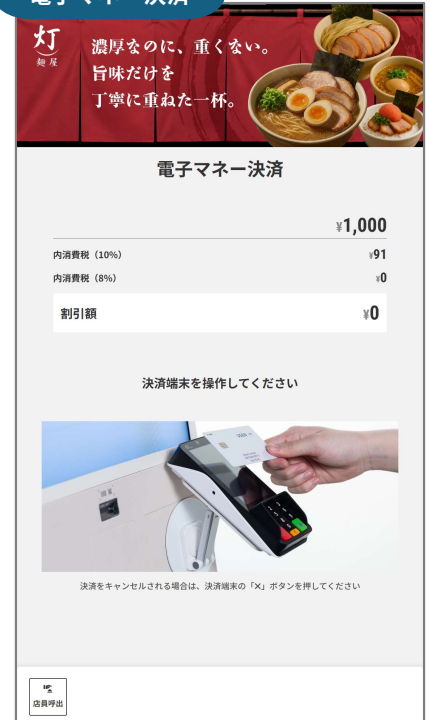 電子マネー決済
灯
麺屋
濃厚なのに、重くない。
旨味だけを
丁寧に重ねた一杯。
電子マネー決済
¥1,000
内消費税（10%） ¥91
内消費税（8%） ¥0
割引額 ¥0
決済端末を操作してください
決済をキャンセルされる場合は、決済端末の「✕」ボタンを押してください
店員呼出